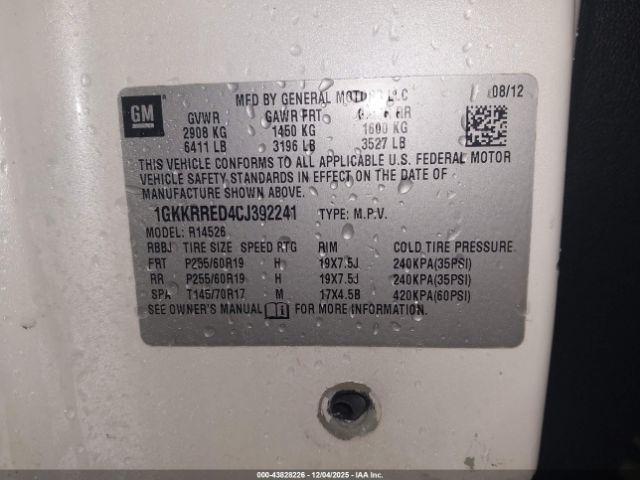 GM
MFD BY GENERAL MOTORS LLC 08/12
GVWR GAWR FRT GAWR RR
2908 KG 1450 KG 1600 KG
6411 LB 3196 LB 3527 LB
THIS VEHICLE CONFORMS TO ALL APPLICABLE U.S. FEDERAL MOTOR
VEHICLE SAFETY STANDARDS IN EFFECT ON THE DATE OF
MANUFACTURE SHOWN ABOVE.
1GKKRRED4CJ392241 TYPE: M.P.V.
MODEL: R14526
RBBJ TIRE SIZE SPEED RTG RIM COLD TIRE PRESSURE
FRT P255/60R19 H 19X7.5J 240KPA(35PSI)
RR P255/60R19 H 19X7.5J 240KPA(35PSI)
SPA T145/70R17 M 17X4.5B 420KPA(60PSI)
SEE OWNER'S MANUAL FOR MORE INFORMATION.
000-43828226 - 12/04/2025 - IAA, Inc.